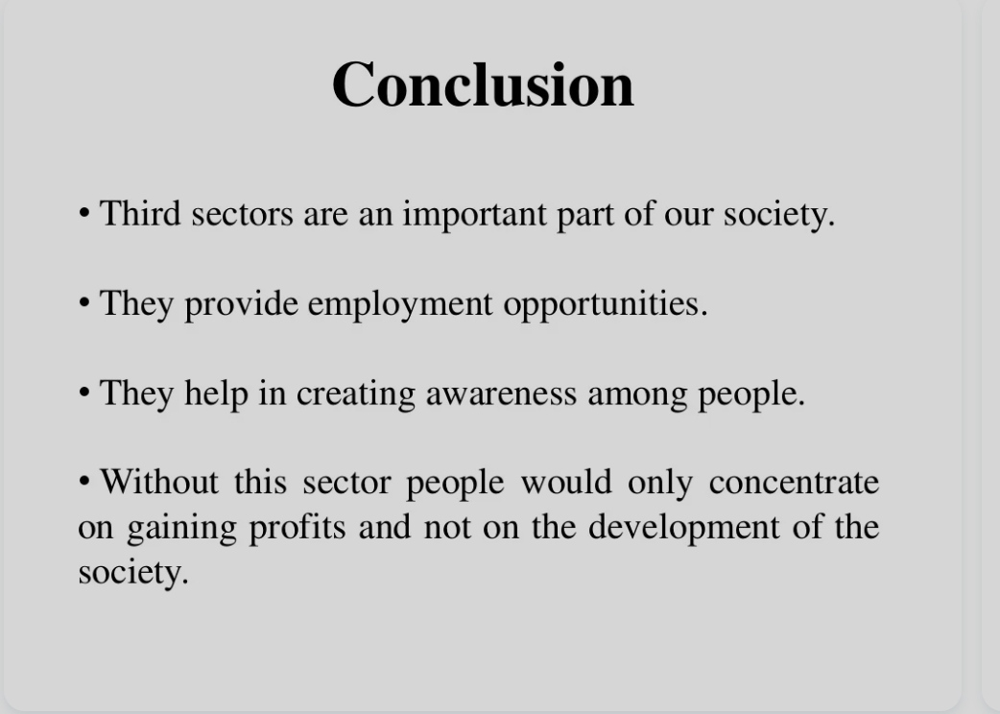 Conclusion
• Third sectors are an important part of our society.
• They provide employment opportunities.
• They help in creating awareness among people.
• Without this sector people would only concentrate
on gaining profits and not on the development of the
society.